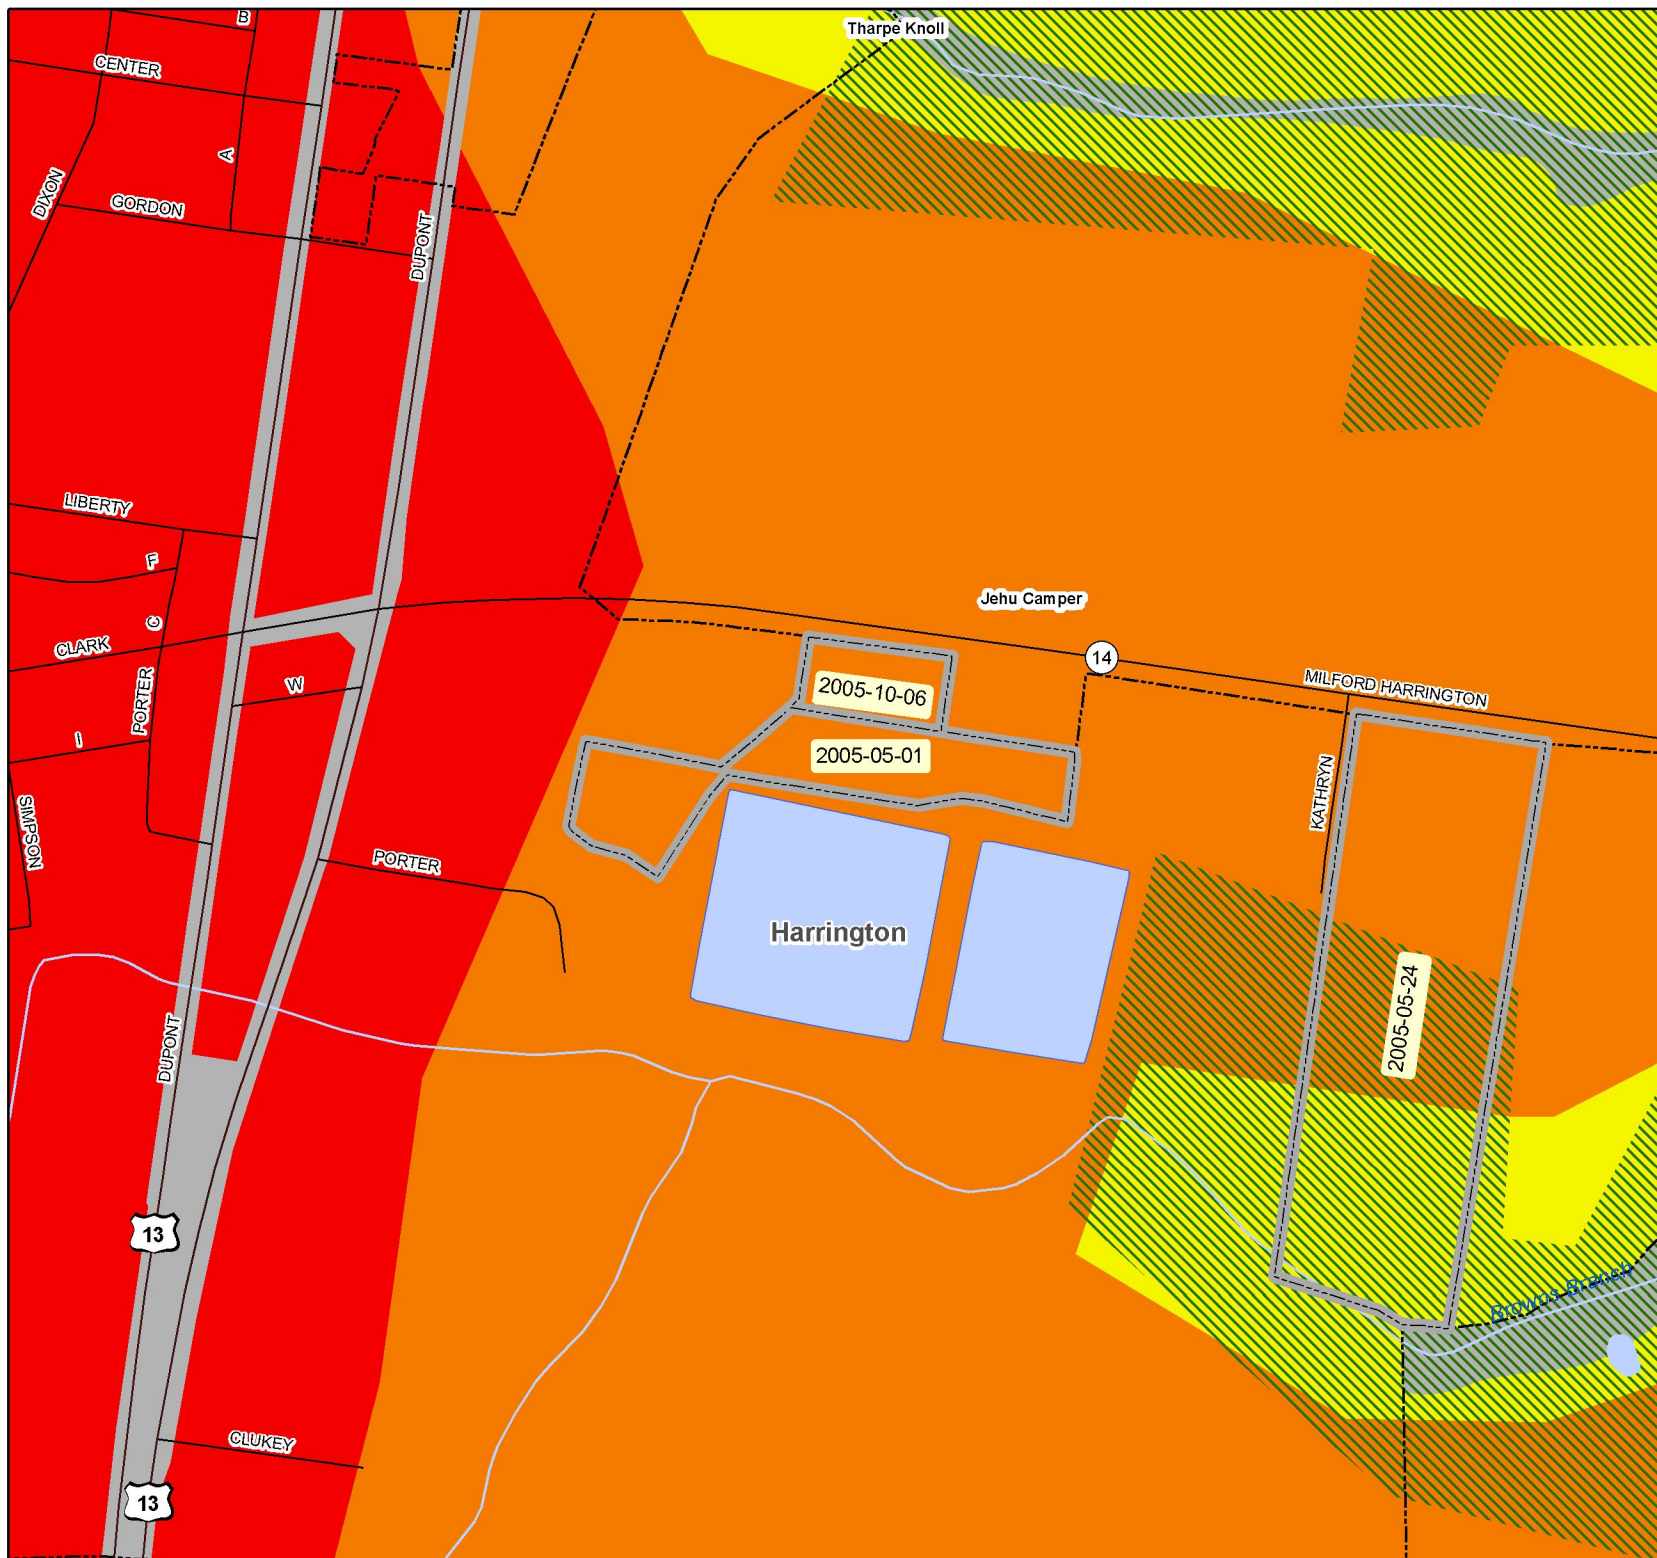 B
Tharpe Knoll
CENTER
A
DIXON
GORDON
DUPONT
LIBERTY
F
Jehu Camper
G
CLARK
14
PORTER
W
2005-10-06
MILFORD HARRINGTON
I
2005-05-01
KATHRYN
SIMPSON
PORTER
Harrington
2005-05-24
DUPONT
13
Browns Branch
CLUKEY
13